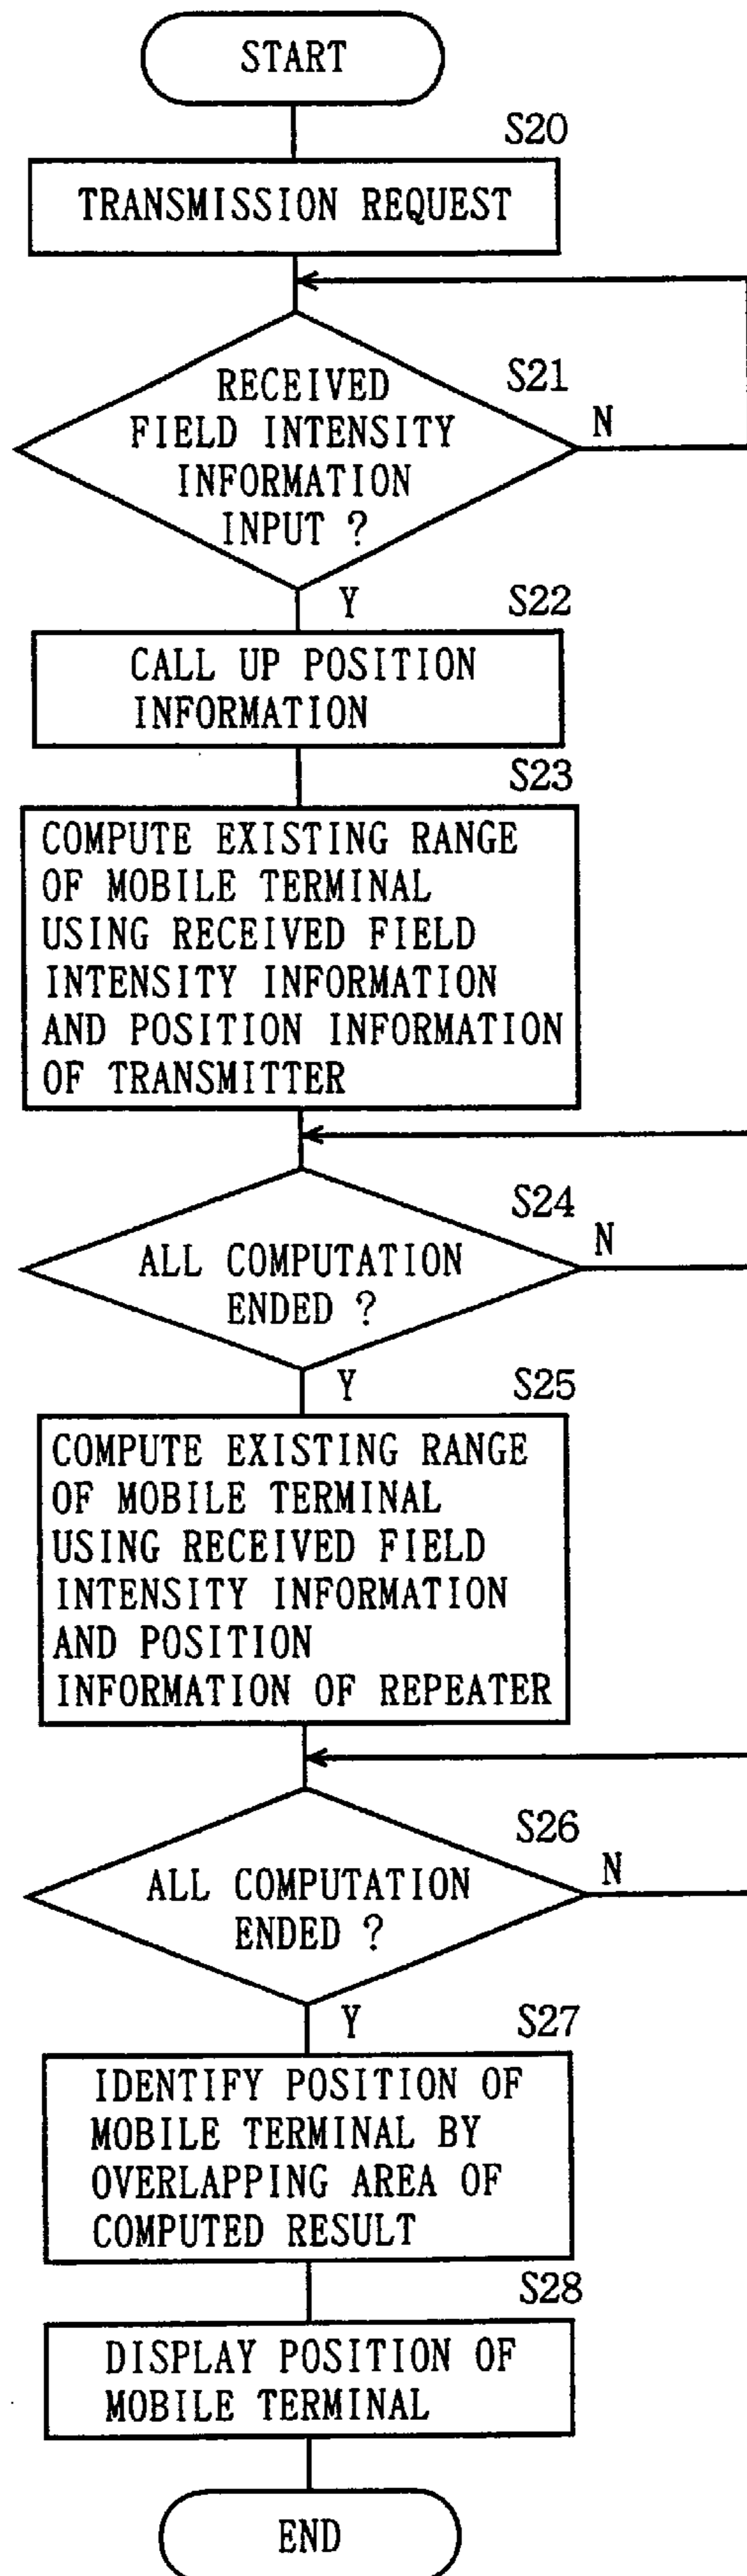 START
S20
TRANSMISSION REQUEST
S21
RECEIVED
FIELD INTENSITY
INFORMATION
INPUT ?
N
Y
S22
CALL UP POSITION
INFORMATION
S23
COMPUTE EXISTING RANGE
OF MOBILE TERMINAL
USING RECEIVED FIELD
INTENSITY INFORMATION
AND POSITION INFORMATION
OF TRANSMITTER
S24
ALL COMPUTATION
ENDED ?
N
Y
S25
COMPUTE EXISTING RANGE
OF MOBILE TERMINAL
USING RECEIVED FIELD
INTENSITY INFORMATION
AND POSITION
INFORMATION OF REPEATER
S26
ALL COMPUTATION
ENDED ?
N
Y
S27
IDENTIFY POSITION OF
MOBILE TERMINAL BY
OVERLAPPING AREA OF
COMPUTED RESULT
S28
DISPLAY POSITION OF
MOBILE TERMINAL
END